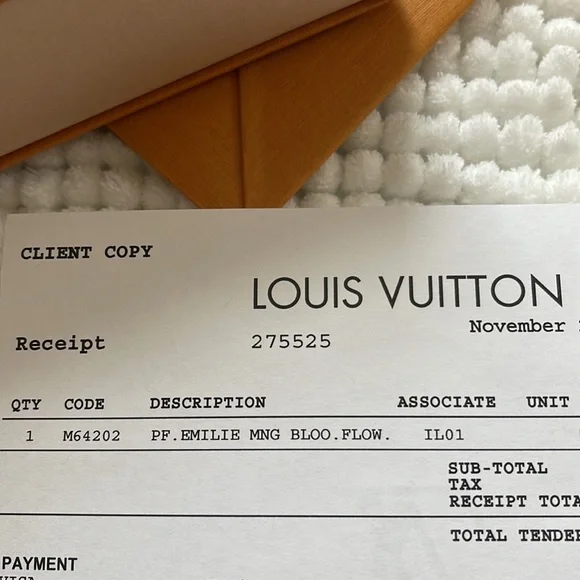 CLIENT COPY
LOUIS VUITTON
November
Receipt 275525
QTY CODE DESCRIPTION ASSOCIATE UNIT
1 M64202 PF.EMILIE MNG BLOO.FLOW. IL01
SUB-TOTAL
TAX
RECEIPT TOTA
TOTAL TENDER
PAYMENT